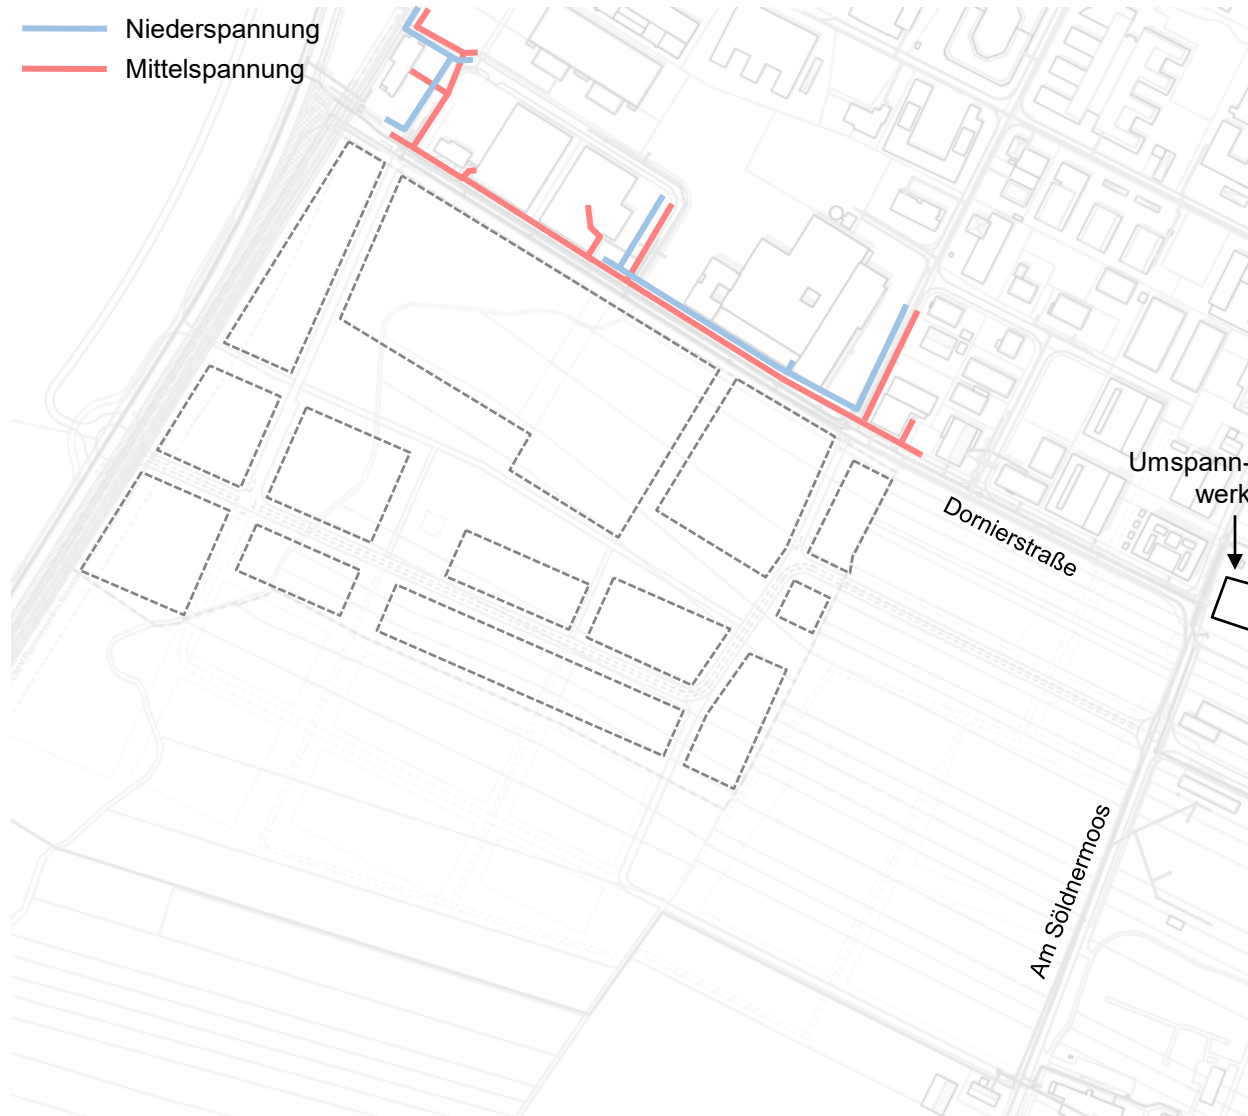 Niederspannung
Mittelspannung
Umspann-
werk
Dornierstraße
Am Söldnermoos